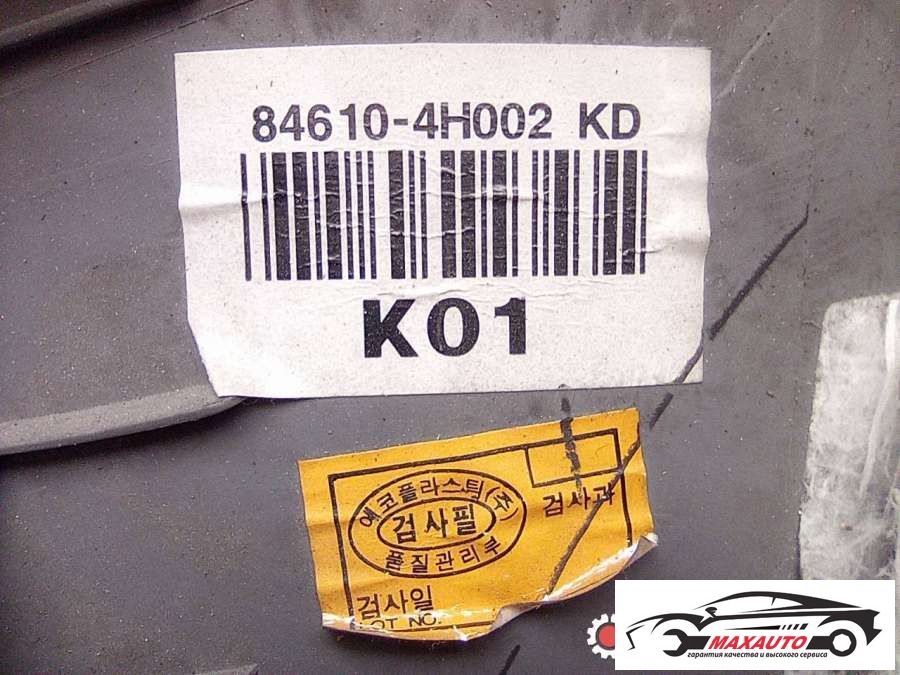 84610-4H002 KD
K01
에코플라스틱(주)
검사필
품질관리부
검사과
검사일
LOT NO.
MAXAUTO
гарантия качества и высокого сервиса